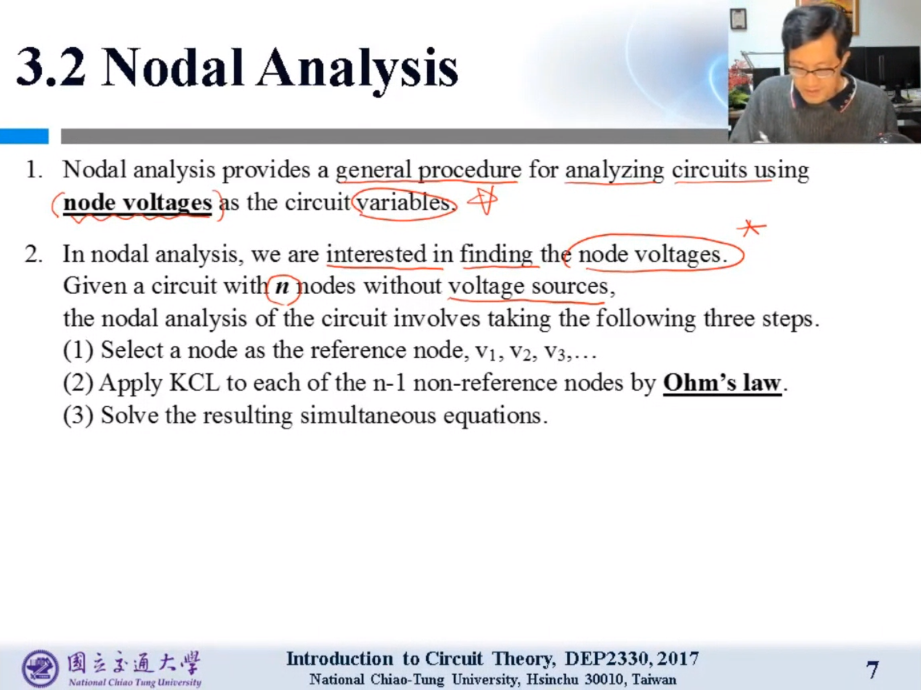 3.2 Nodal Analysis
1. Nodal analysis provides a general procedure for analyzing circuits using
node voltages as the circuit variables.
2. In nodal analysis, we are interested in finding the node voltages.
Given a circuit with n nodes without voltage sources,
the nodal analysis of the circuit involves taking the following three steps.
(1) Select a node as the reference node, v₁, v₂, v₃,…
(2) Apply KCL to each of the n-1 non-reference nodes by Ohm's law.
(3) Solve the resulting simultaneous equations.
國立交通大學
National Chiao Tung University
Introduction to Circuit Theory, DEP2330, 2017
National Chiao-Tung University, Hsinchu 30010, Taiwan
7